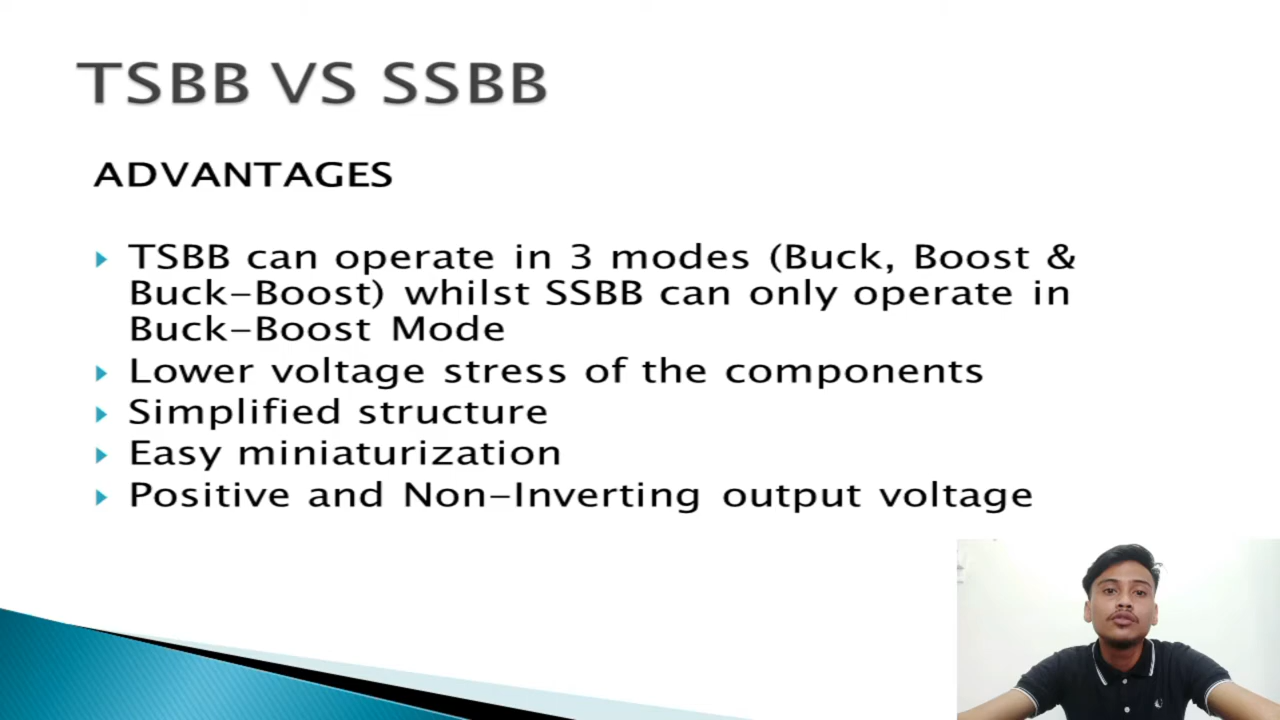 TSBB VS SSBB
ADVANTAGES
TSBB can operate in 3 modes (Buck, Boost &
Buck-Boost) whilst SSBB can only operate in
Buck-Boost Mode
Lower voltage stress of the components
Simplified structure
Easy miniaturization
Positive and Non-Inverting output voltage